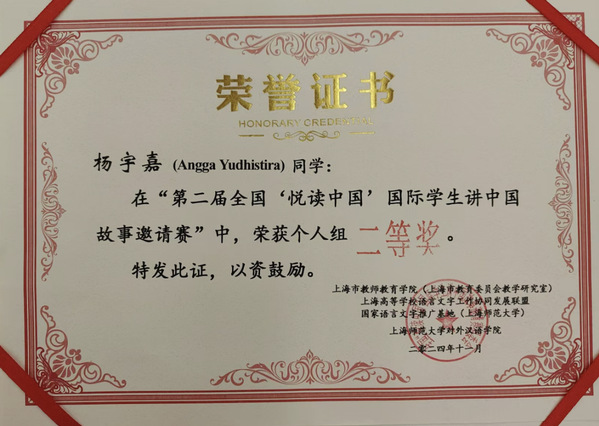 荣誉证书
HONORARY CREDENTIAL
杨宇嘉 (Angga Yudhistira) 同学：
在“第二届全国‘悦读中国’国际学生讲中国
故事邀请赛”中，荣获个人组 二等奖 。
特发此证，以资鼓励。
上海市教师教育学院（上海市教育委员会教学研究室）
上海高等学校语言文字工作协同发展联盟
国家语言文字推广基地（上海师范大学）
上海师范大学对外汉语学院
二〇二四年十一月